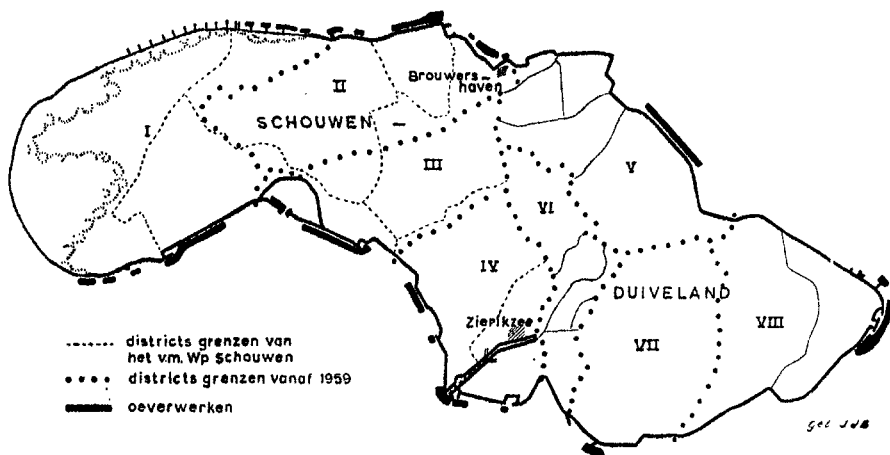 Brouwers-
haven
II
I
SCHOUWEN
III
V
VI
IV
DUIVELAND
Zierikzee
VII
VIII
districts grenzen van
het v.m. Wp Schouwen
districts grenzen vanaf 1959
oeverwerken
get JJB